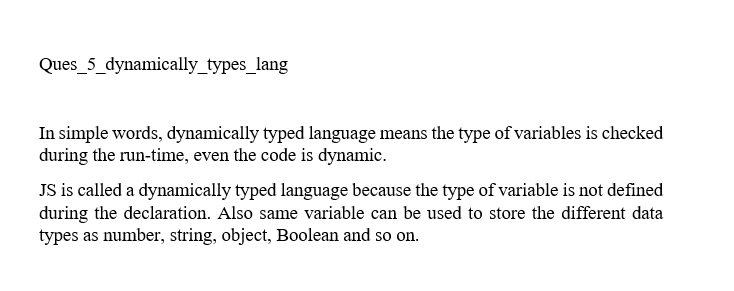 Ques_5_dynamically_types_lang
In simple words, dynamically typed language means the type of variables is checked
during the run-time, even the code is dynamic.
JS is called a dynamically typed language because the type of variable is not defined
during the declaration. Also same variable can be used to store the different data
types as number, string, object, Boolean and so on.